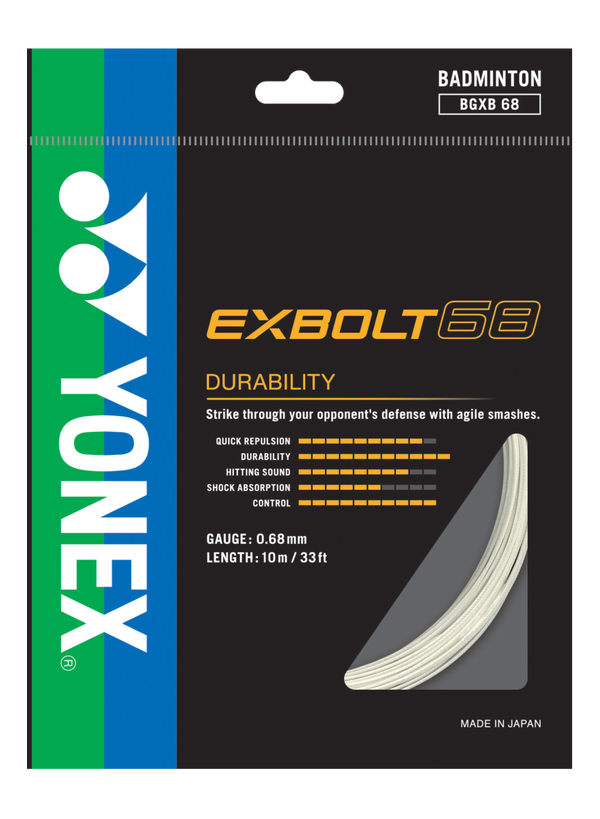 BADMINTON
BGXB 68
YONEX®
EXBOLT68
DURABILITY
Strike through your opponent's defense with agile smashes.
QUICK REPULSION
DURABILITY
HITTING SOUND
SHOCK ABSORPTION
CONTROL
GAUGE: 0.68mm
LENGTH: 10m / 33ft
MADE IN JAPAN